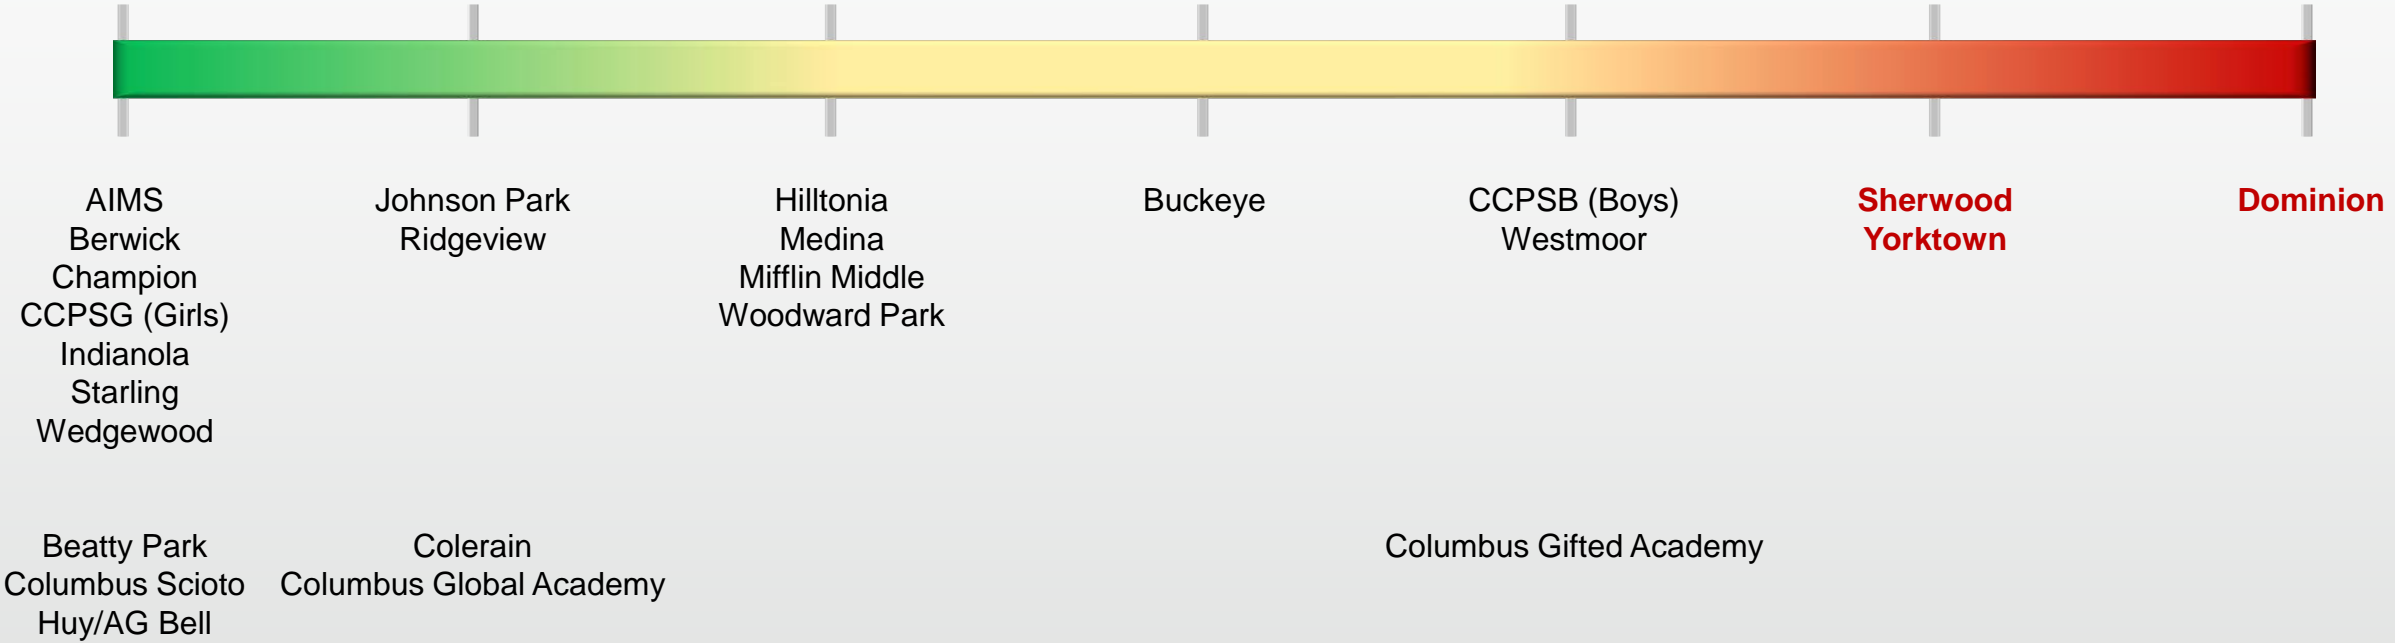 AIMS
Berwick
Champion
CCPSG (Girls)
Indianola
Starling
Wedgewood
Johnson Park
Ridgeview
Hilltonia
Medina
Mifflin Middle
Woodward Park
Buckeye
CCPSB (Boys)
Westmoor
Sherwood
Yorktown
Dominion
Beatty Park
Columbus Scioto
Huy/AG Bell
Colerain
Columbus Global Academy
Columbus Gifted Academy